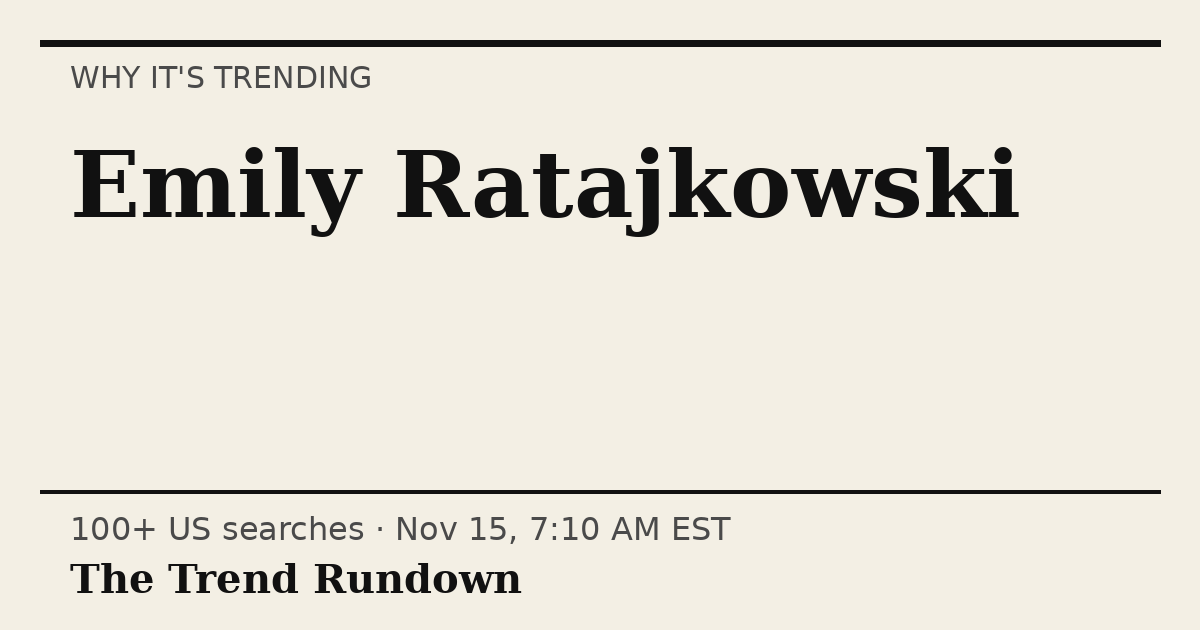 WHY IT'S TRENDING
Emily Ratajkowski
100+ US searches · Nov 15, 7:10 AM EST
The Trend Rundown